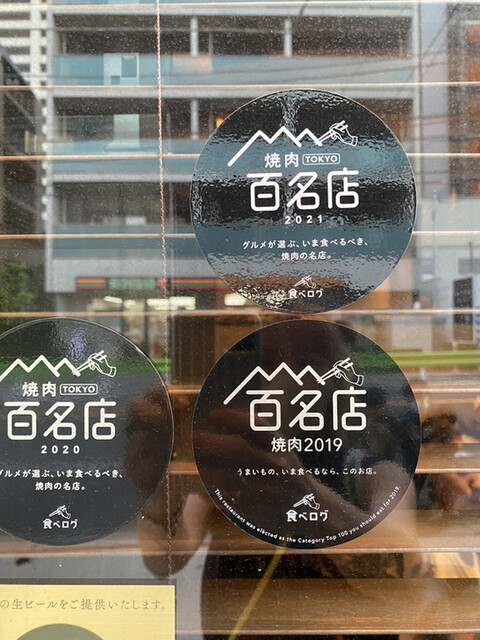 焼肉 TOKYO
百名店
2021
グルメが選ぶ、いま食べるべき、
焼肉の名店。
食べログ
焼肉 TOKYO
百名店
2020
グルメが選ぶ、いま食べるべき、
焼肉の名店。
食べログ
百名店
焼肉2019
うまいもの、いま食べるなら、このお店。
食べログ
This restaurant was elected as the Category Top 100 you should eat for 2019.
の生ビールをご提供いたします。